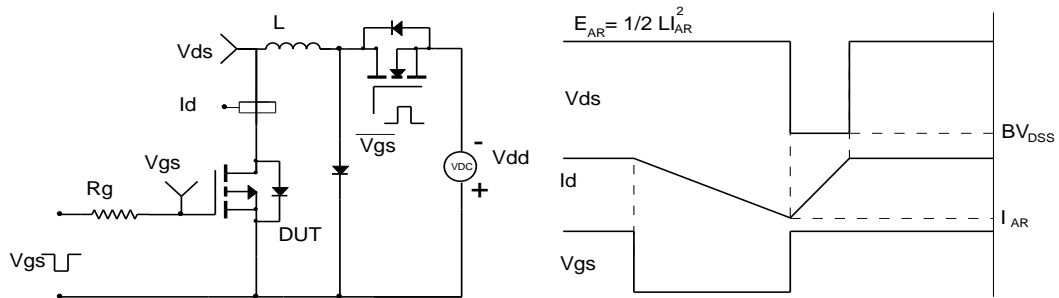 Vds
L
Id
Vgs
Vgs
Rg
DUT
Vgs
VDC
-
+
Vdd
E_AR = 1/2 LI²_AR
Vds
BV_DSS
Id
I_AR
Vgs